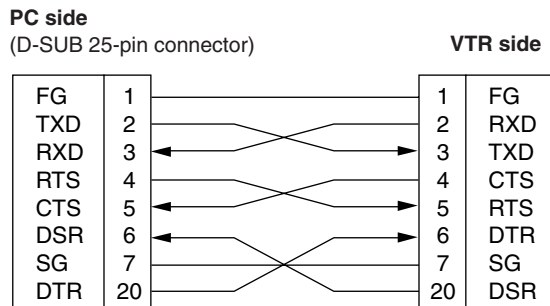 PC side
(D-SUB 25-pin connector)
VTR side
FG 1 1 FG
TXD 2 2 RXD
RXD 3 3 TXD
RTS 4 4 CTS
CTS 5 5 RTS
DSR 6 6 DTR
SG 7 7 SG
DTR 20 20 DSR